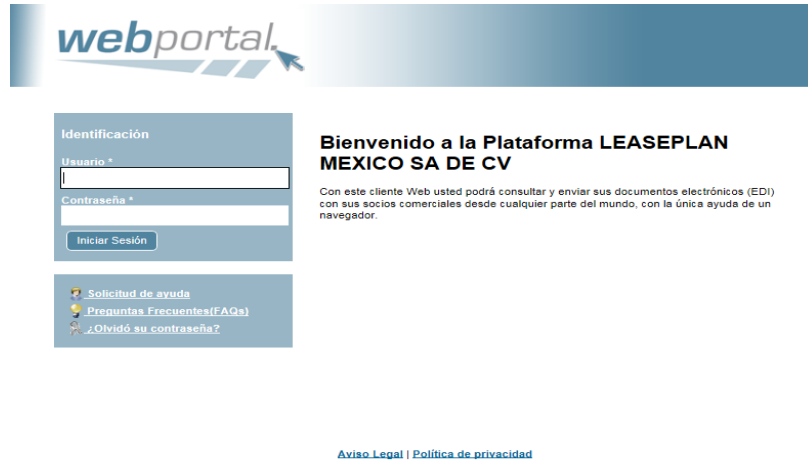 webportal
Identificación
Usuario *
Contraseña *
Iniciar Sesión
Solicitud de ayuda
Preguntas Frecuentes(FAQs)
¿Olvidó su contraseña?
Bienvenido a la Plataforma LEASEPLAN
MEXICO SA DE CV
Con este cliente Web usted podrá consultar y enviar sus documentos electrónicos (EDI)
con sus socios comerciales desde cualquier parte del mundo, con la única ayuda de un
navegador.
Aviso Legal | Política de privacidad